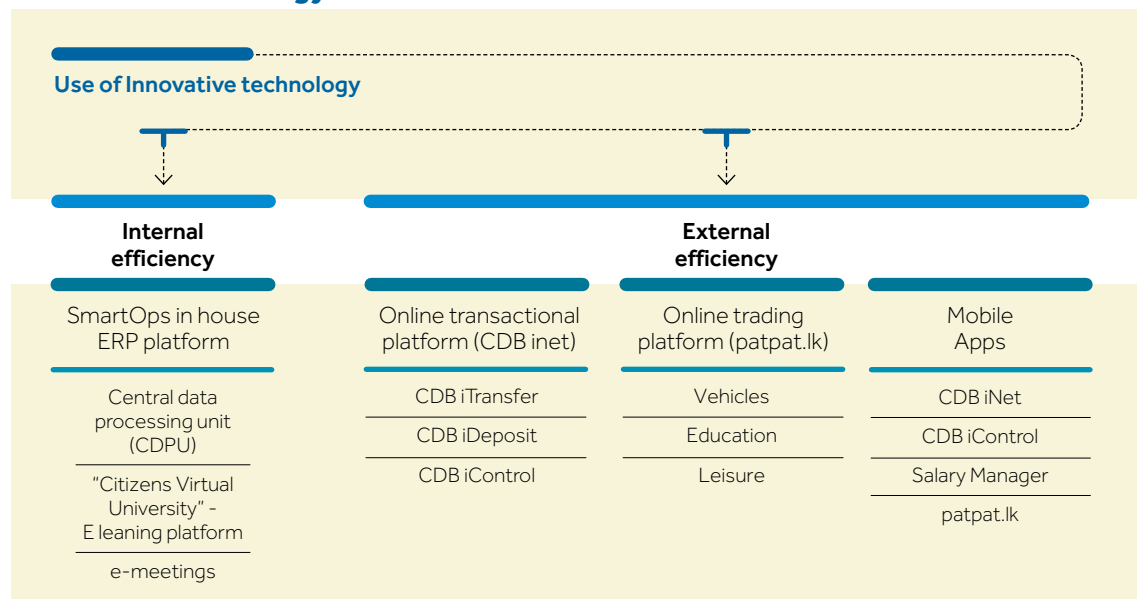 Use of Innovative technology
Internal
efficiency
External
efficiency
SmartOps in house
ERP platform
Central data
processing unit
(CDPU)
"Citizens Virtual
University" -
E leaning platform
e-meetings
Online transactional
platform (CDB inet)
CDB iTransfer
CDB iDeposit
CDB iControl
Online trading
platform (patpat.lk)
Vehicles
Education
Leisure
Mobile
Apps
CDB iNet
CDB iControl
Salary Manager
patpat.lk